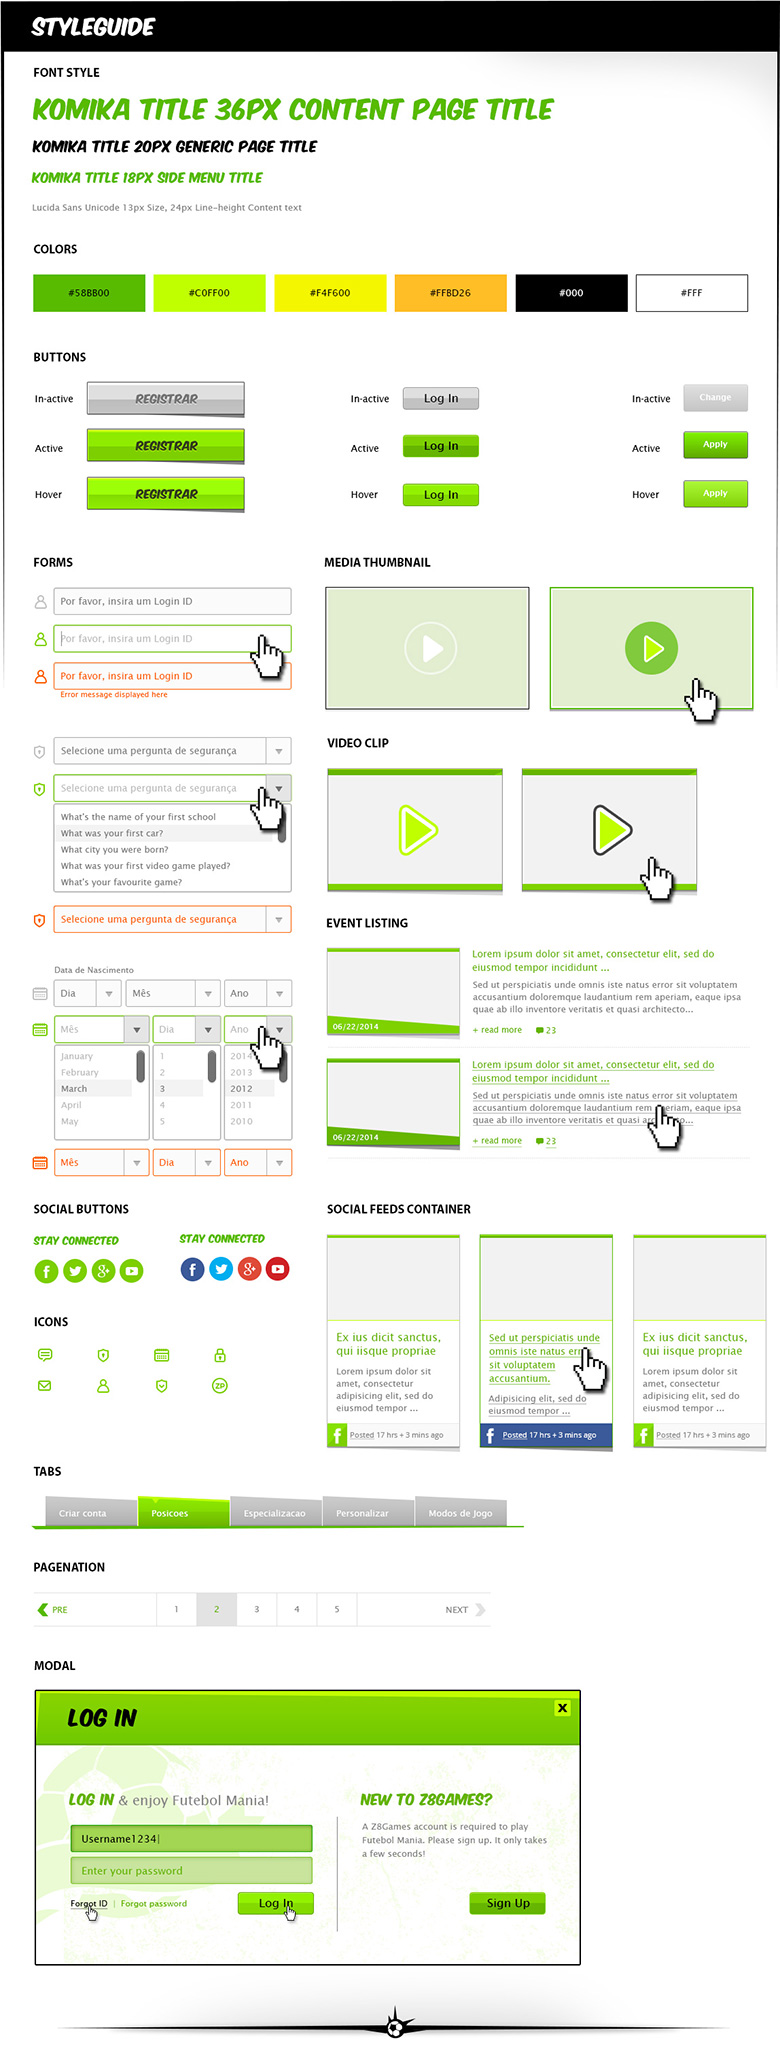 STYLEGUIDE
FONT STYLE
KOMIKA TITLE 36PX CONTENT PAGE TITLE
KOMIKA TITLE 20PX GENERIC PAGE TITLE
KOMIKA TITLE 18PX SIDE MENU TITLE
Lucida Sans Unicode 13px Size, 24px Line-height Content text
COLORS
#58BB00 #C0FF00 #F4F600 #FFBD26 #000 #FFF
BUTTONS
In-active REGISTRAR In-active Log In In-active Change
Active REGISTRAR Active Log In Active Apply
Hover REGISTRAR Hover Log In Hover Apply
FORMS
Por favor, insira um Login ID
Por favor, insira um Login ID
Por favor, insira um Login ID
Error message displayed here
Selecione uma pergunta de segurança
Selecione uma pergunta de segurança
What's the name of your first school
What was your first car?
What city you were born?
What was your first video game played?
What's your favourite game?
Selecione uma pergunta de segurança
Data de Nascimento
Dia Mês Ano
Mês Dia Ano
January 1 2014
February 2 2013
March 3 2012
April 4 2011
May 5 2010
Mês Dia Ano
MEDIA THUMBNAIL
VIDEO CLIP
EVENT LISTING
06/22/2014
Lorem ipsum dolor sit amet, consectetur elit, sed do
eiusmod tempor incididunt ...
Sed ut perspiciatis unde omnis iste natus error sit voluptatem
accusantium doloremque laudantium rem aperiam, eaque ipsa
quae ab illo inventore veritatis et quasi architecto...
+ read more 23
06/22/2014
Lorem ipsum dolor sit amet, consectetur elit, sed do
eiusmod tempor incididunt ...
Sed ut perspiciatis unde omnis iste natus error sit voluptatem
accusantium doloremque laudantium rem aperiam, eaque ipsa
quae ab illo inventore veritatis et quasi
+ read more 23
SOCIAL BUTTONS
STAY CONNECTED STAY CONNECTED
ICONS
ZP
SOCIAL FEEDS CONTAINER
Ex ius dicit sanctus,
qui iisque propriae
Lorem ipsum dolor sit
amet, consectetur
adipisicing elit, sed do
eiusmod tempor ...
Posted 17 hrs + 3 mins ago
Sed ut perspiciatis unde
omnis iste natus
sit voluptatem
accusantium.
Adipisicing elit, sed do
eiusmod tempor ...
Posted 17 hrs + 3 mins ago
Ex ius dicit sanctus,
qui iisque propriae
Lorem ipsum dolor sit
amet, consectetur
adipisicing elit, sed do
eiusmod tempor ...
Posted 17 hrs + 3 mins ago
TABS
Criar conta Posicoes Especializacao Personalizar Modos de Jogo
PAGENATION
PRE 1 2 3 4 5 NEXT
MODAL
LOG IN X
LOG IN & enjoy Futebol Mania!
Username1234
Enter your password
Forgot ID | Forgot password Log In
NEW TO Z8GAMES?
A Z8Games account is required to play
Futebol Mania. Please sign up. It only takes
a few seconds!
Sign Up